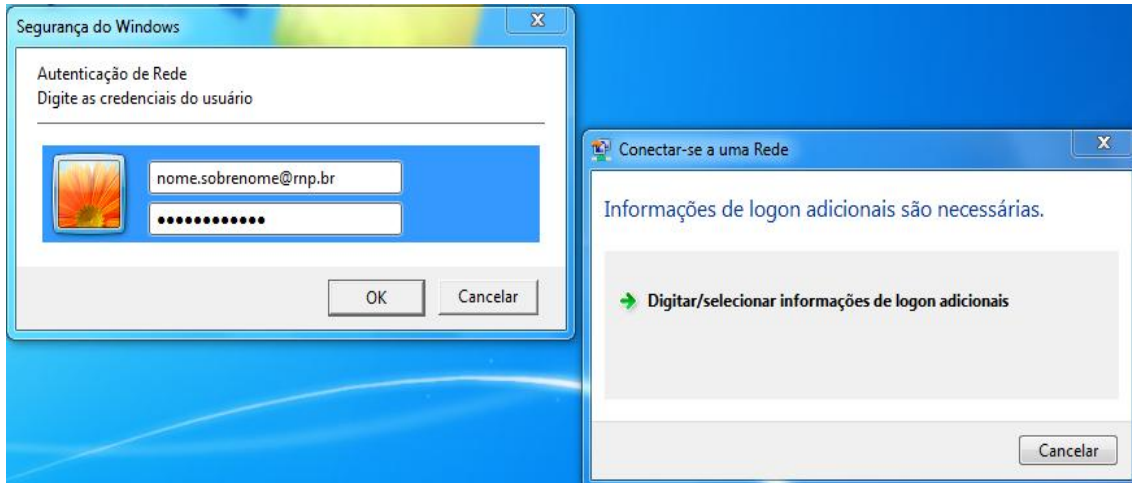 Segurança do Windows
Autenticação de Rede
Digite as credenciais do usuário
nome.sobrenome@rnp.br
●●●●●●●●●●●●
OK
Cancelar
Conectar-se a uma Rede
Informações de logon adicionais são necessárias.
Digitar/selecionar informações de logon adicionais
Cancelar